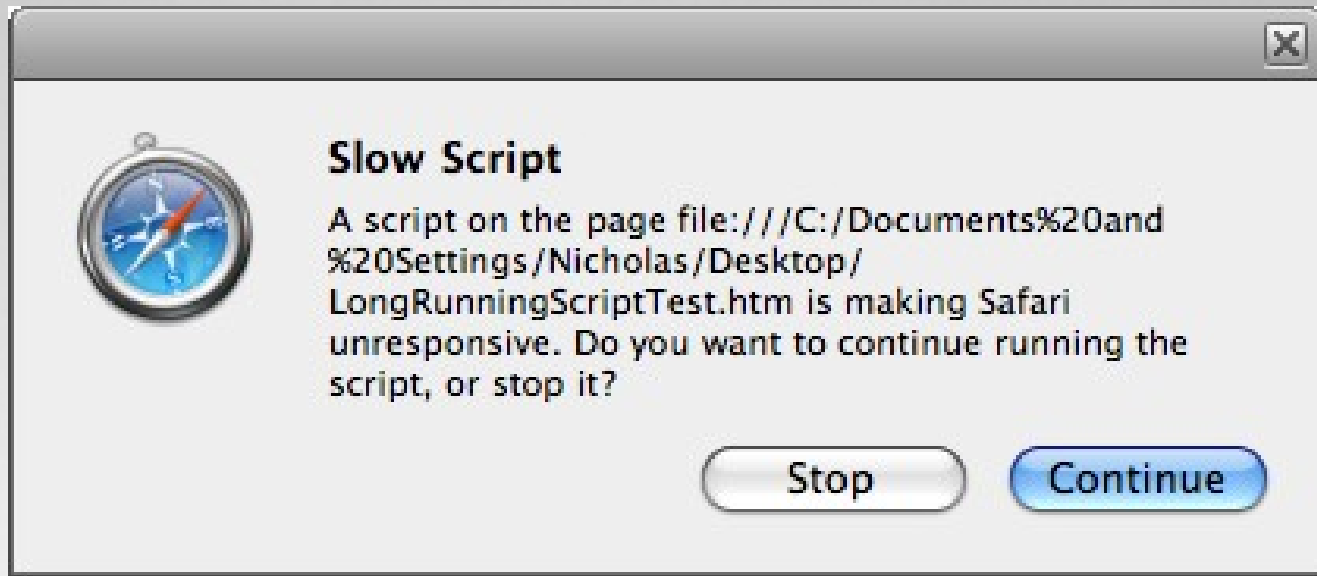 Slow Script
A script on the page file:///C:/Documents%20and
%20Settings/Nicholas/Desktop/
LongRunningScriptTest.htm is making Safari
unresponsive. Do you want to continue running the
script, or stop it?
Stop Continue